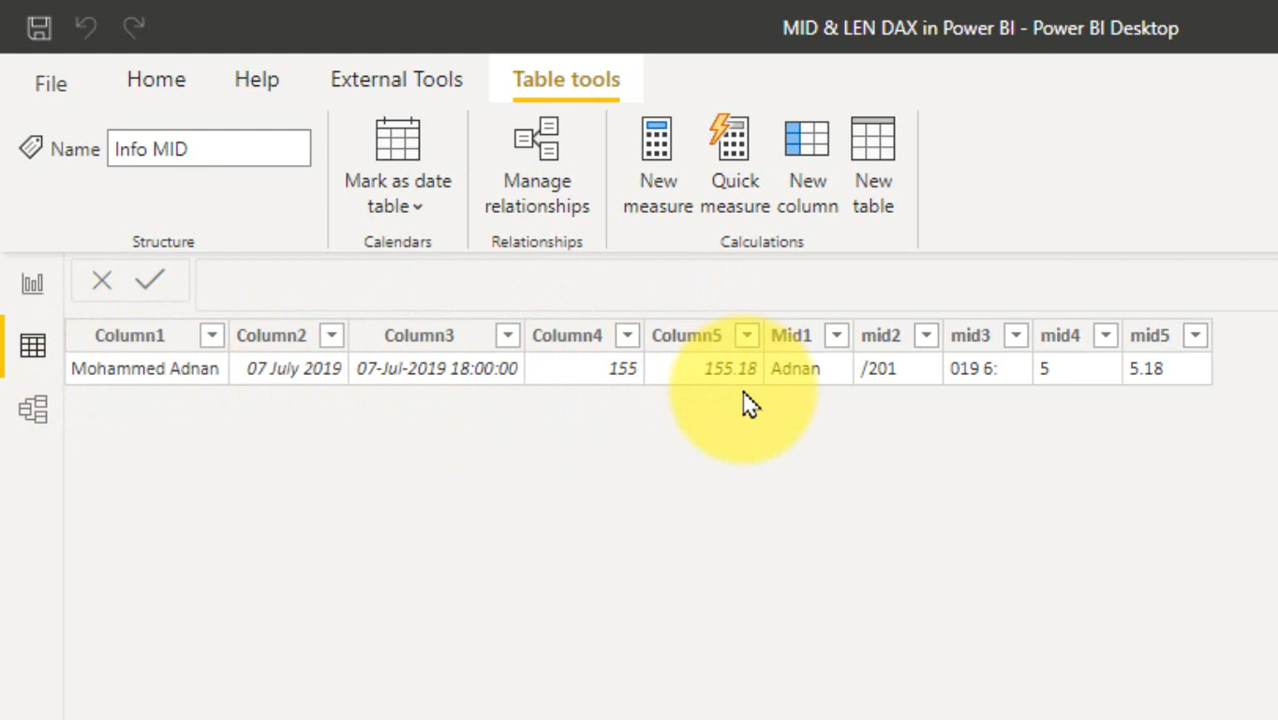 MID & LEN DAX in Power BI - Power BI Desktop
File Home Help External Tools Table tools
Name Info MID
Mark as date table
Manage relationships
New measure
Quick measure
New column
New table
Structure Calendars Relationships Calculations
Column1 Column2 Column3 Column4 Column5 Mid1 mid2 mid3 mid4 mid5
Mohammed Adnan 07 July 2019 07-Jul-2019 18:00:00 155 155.18 Adnan /201 019 6: 5 5.18